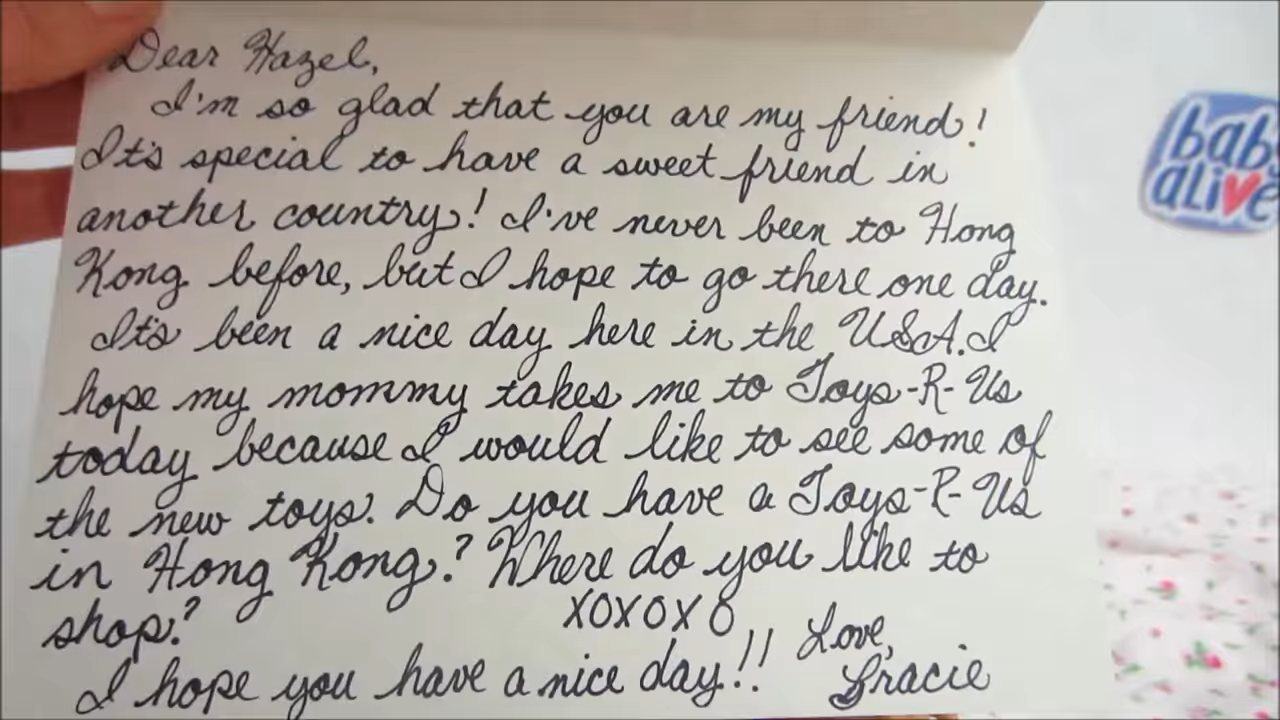 Dear Hazel,
I'm so glad that you are my friend!
It's special to have a sweet friend in
another country! I've never been to Hong
Kong before, but I hope to go there one day.
It's been a nice day here in the USA. I
hope my mommy takes me to Toys-R-Us
today because I would like to see some of
the new toys. Do you have a Toys-R-Us
in Hong Kong? Where do you like to
shop?
XOXOXO
I hope you have a nice day!!
Love,
Gracie
baby
alive